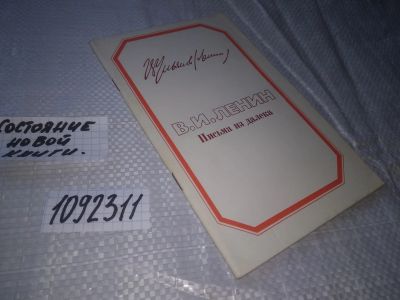 В.И.ЛЕНИН
Письма из далека
Состояние
новой
книги.
1092311